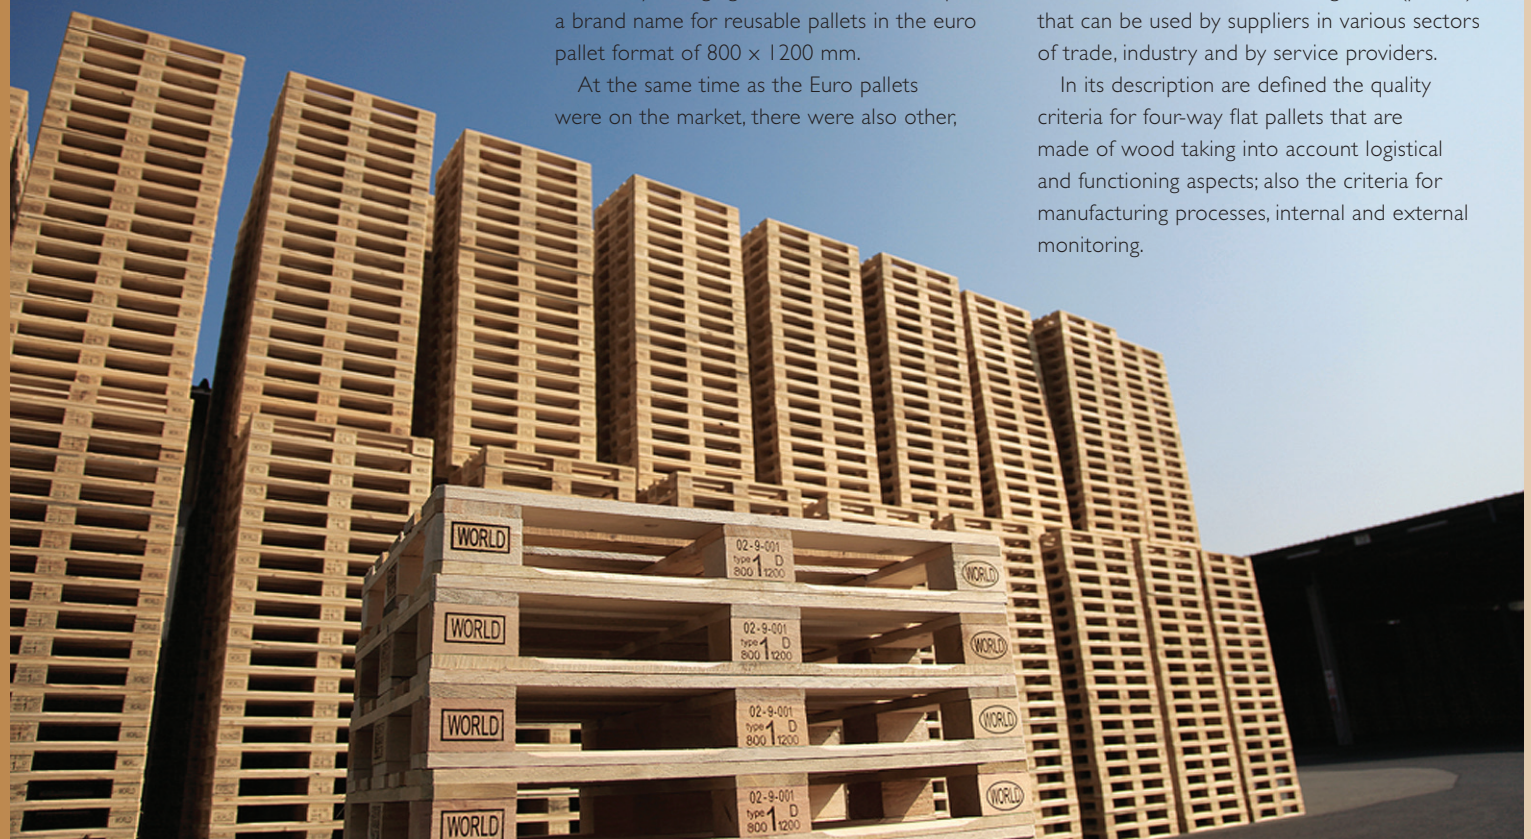 a brand name for reusable pallets in the euro
pallet format of 800 x 1200 mm.
At the same time as the Euro pallets
were on the market, there were also other,
that can be used by suppliers in various sectors
of trade, industry and by service providers.
In its description are defined the quality
criteria for four-way flat pallets that are
made of wood taking into account logistical
and functioning aspects; also the criteria for
manufacturing processes, internal and external
monitoring.
WORLD
02-9-001
type 1 D
800 1200
WORLD
WORLD
02-9-001
type 1 D
800 1200
WORLD
WORLD
02-9-001
type 1 D
800 1200
WORLD
WORLD
02-9-001
type 1 D
800 1200
WORLD